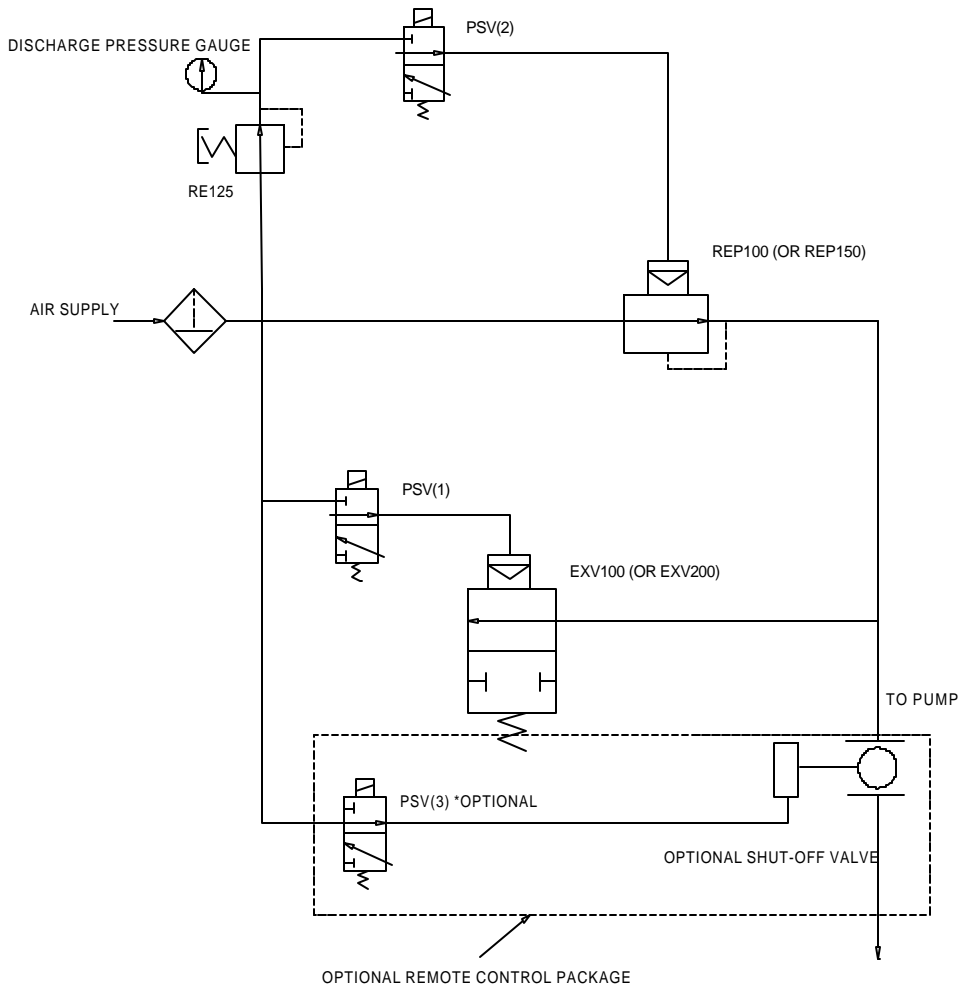 PSV(2)
DISCHARGE PRESSURE GAUGE
RE125
REP100 (OR REP150)
AIR SUPPLY
PSV(1)
EXV100 (OR EXV200)
TO PUMP
PSV(3) *OPTIONAL
OPTIONAL SHUT-OFF VALVE
OPTIONAL REMOTE CONTROL PACKAGE